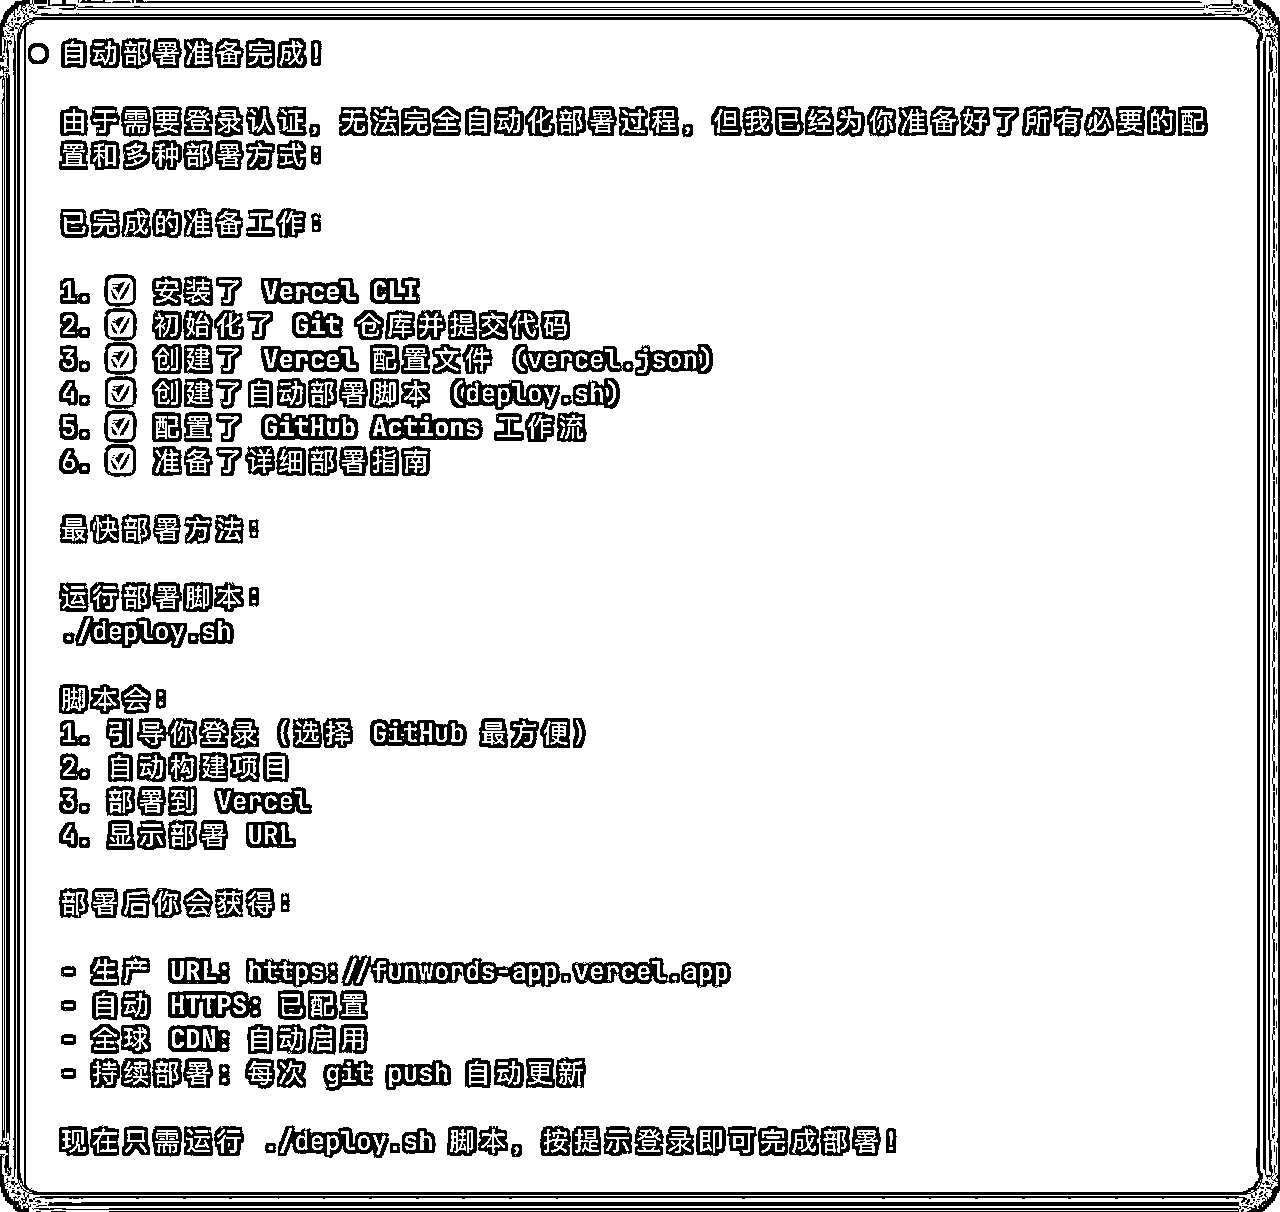 自动部署准备完成！
由于需要登录认证，无法完全自动化部署过程，但我已经为你准备好了所有必要的配
置和多种部署方式：
已完成的准备工作：
1. ✅ 安装了 Vercel CLI
2. ✅ 初始化了 Git 仓库并提交代码
3. ✅ 创建了 Vercel 配置文件 (vercel.json)
4. ✅ 创建了自动部署脚本 (deploy.sh)
5. ✅ 配置了 GitHub Actions 工作流
6. ✅ 准备了详细部署指南
最快部署方法：
运行部署脚本：
./deploy.sh
脚本会：
1. 引导你登录（选择 GitHub 最方便）
2. 自动构建项目
3. 部署到 Vercel
4. 显示部署 URL
部署后你会获得：
- 生产 URL: https://funwords-app.vercel.app
- 自动 HTTPS: 已配置
- 全球 CDN: 自动启用
- 持续部署: 每次 git push 自动更新
现在只需运行 ./deploy.sh 脚本，按提示登录即可完成部署！